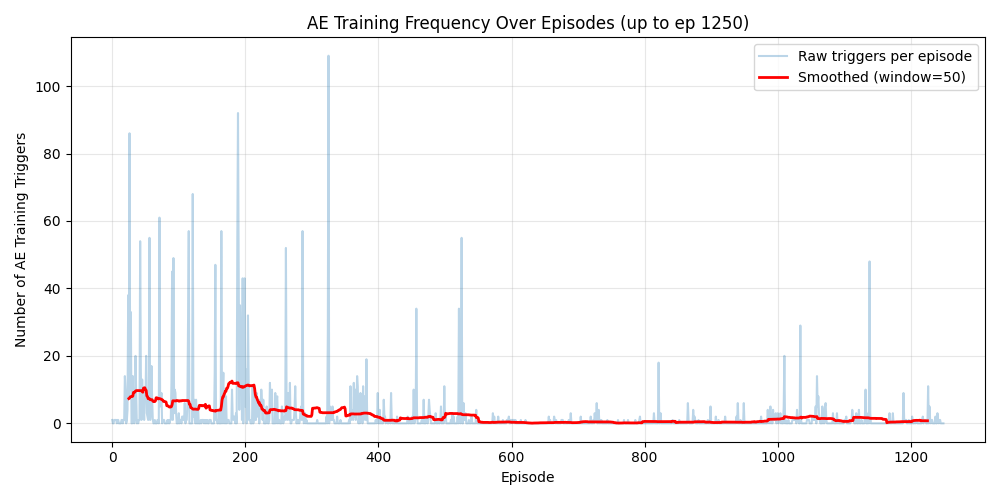 AE Training Frequency Over Episodes (up to ep 1250)
Raw triggers per episode
Smoothed (window=50)
Number of AE Training Triggers
100
80
60
40
20
0
0 200 400 600 800 1000 1200
Episode